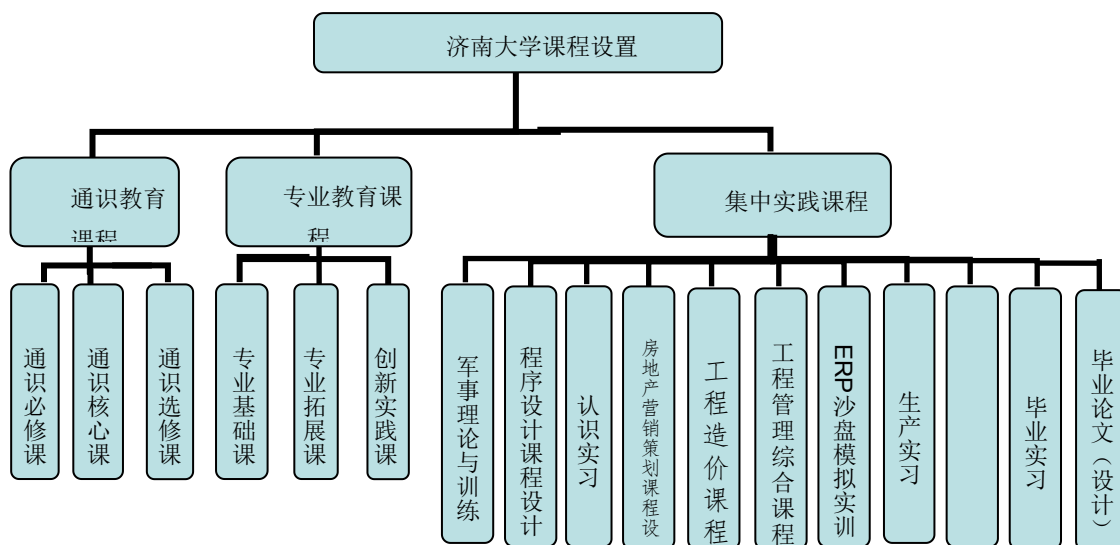 济南大学课程设置
通识教育
课程
专业教育课
程
集中实践课程
通识必修课
通识核心课
通识选修课
专业基础课
专业拓展课
创新实践课
军事理论与训练
程序设计课程设计
认识实习
房地产营销策划课程设
工程造价课程
工程管理综合课程
ERP沙盘模拟实训
生产实习
毕业实习
毕业论文（设计）